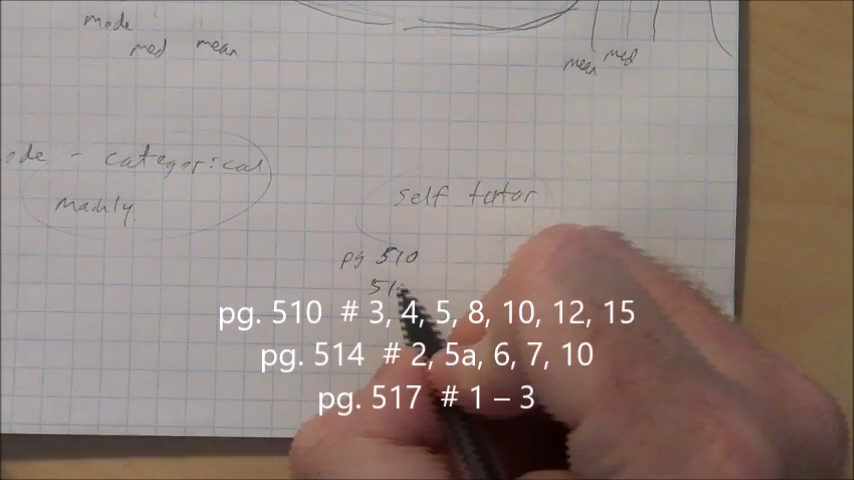 mode
med mean
mean med
- categorical
mainly.
self tutor
pg 510
51
pg. 510 # 3, 4, 5, 8, 10, 12, 15
pg. 514 # 2, 5a, 6, 7, 10
pg. 517 # 1 – 3